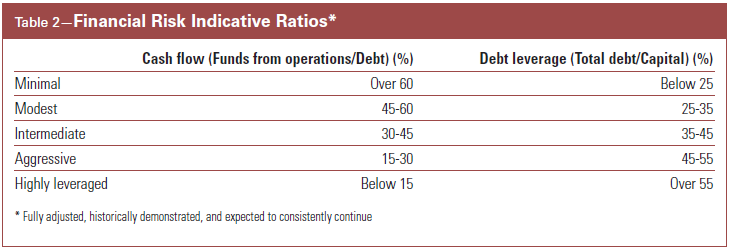 Table 2—Financial Risk Indicative Ratios*
Cash flow (Funds from operations/Debt) (%) Debt leverage (Total debt/Capital) (%)
Minimal Over 60 Below 25
Modest 45-60 25-35
Intermediate 30-45 35-45
Aggressive 15-30 45-55
Highly leveraged Below 15 Over 55
* Fully adjusted, historically demonstrated, and expected to consistently continue